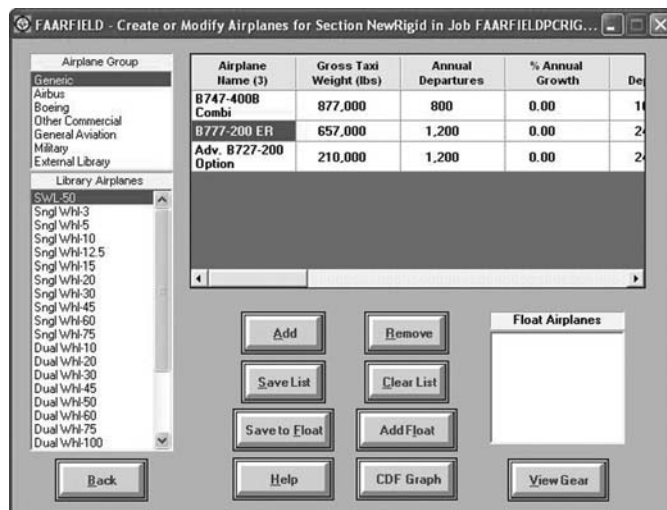 FAARFIELD - Create or Modify Airplanes for Section NewRigid in Job FAARFIELDPCRIG...
Airplane Group
Generic
Airbus
Boeing
Other Commercial
General Aviation
Military
External Library
Library Airplanes
SWL-50
Sngl Whl-3
Sngl Whl-5
Sngl Whl-10
Sngl Whl-12.5
Sngl Whl-15
Sngl Whl-20
Sngl Whl-30
Sngl Whl-45
Sngl Whl-60
Sngl Whl-75
Dual Whl-10
Dual Whl-20
Dual Whl-30
Dual Whl-45
Dual Whl-50
Dual Whl-60
Dual Whl-75
Dual Whl-100
Airplane Name (3) Gross Taxi Weight (lbs) Annual Departures % Annual Growth
B747-400B Combi 877,000 800 0.00
B777-200 ER 657,000 1,200 0.00
Adv. B727-200 Option 210,000 1,200 0.00
Add Remove
Save List Clear List
Save to Float Add Float
Help CDF Graph
Float Airplanes
Back
View Gear